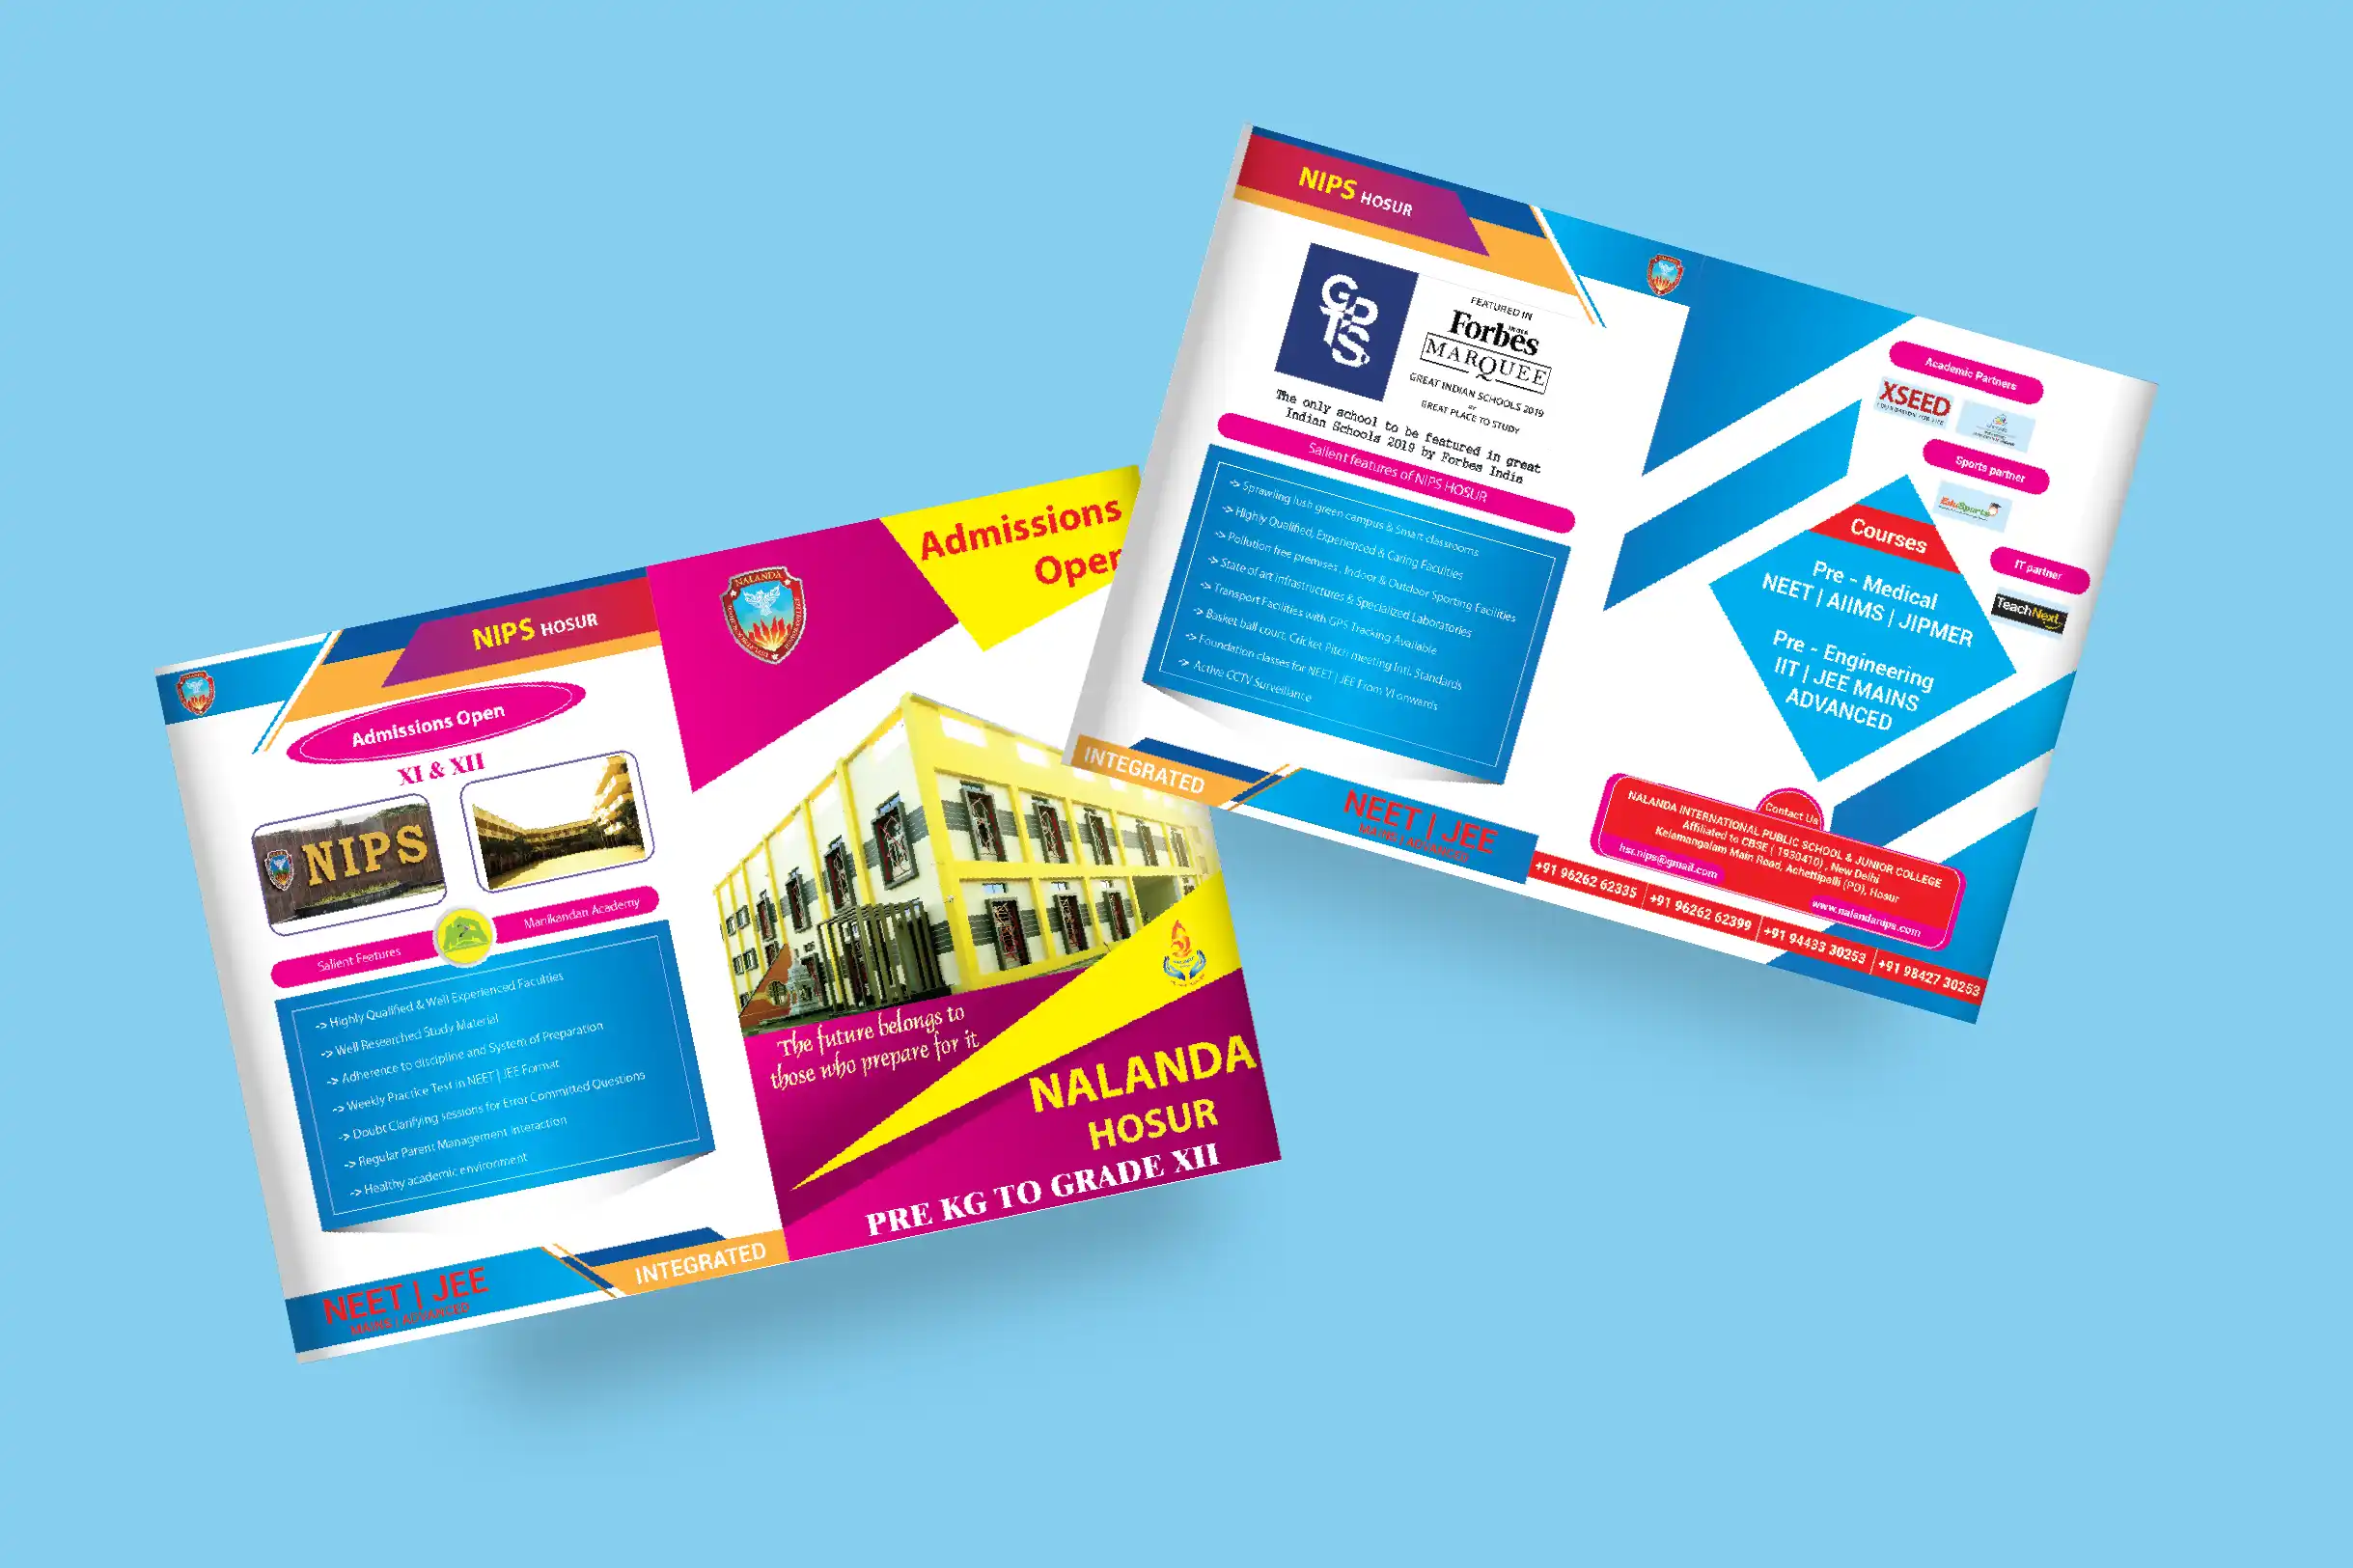 NIPS HOSUR
Admissions Open
XI & XII
NIPS
Salient Features
Manikandan Academy
-> Highly Qualified & Well Experienced Faculties
-> Well Researched Study Material
-> Adherence to discipline and System of Preparation
-> Weekly Practice Test in NEET | JEE Format
-> Doubt Clarifying sessions for Error Committed Questions
-> Regular Parent Management Interaction
-> Healthy academic environment
NEET | JEE
MAINS | ADVANCED
INTEGRATED
NALANDA
Admissions
Open
The future belongs to
those who prepare for it
NALANDA
HOSUR
PRE KG TO GRADE XII
NIPS HOSUR
GPTS
FEATURED IN
Forbes
INDIA
MARQUEE
GREAT INDIAN SCHOOLS 2019
GREAT PLACE TO STUDY
The only school to be featured in great
Indian Schools 2019 by Forbes India
Salient features of NIPS HOSUR
-> Sprawling lush green campus & Smart classrooms
-> Highly Qualified, Experienced & Caring Faculties
-> Pollution free premises , Indoor & Outdoor Sporting Facilities
-> State of art infrastructures & Specialized Laboratories
-> Transport Facilities with GPS Tracking Available
-> Basket ball court, Cricket Pitch meeting Intl. Standards
-> Foundation classes for NEET | JEE From VI onwards
-> Active CCTV Surveillance
INTEGRATED
NEET | JEE
MAINS | ADVANCED
Academic Partners
XSEED
Sports partner
EduSports
IT partner
TeachNext
Courses
Pre - Medical
NEET | AIIMS | JIPMER
Pre - Engineering
IIT | JEE MAINS
ADVANCED
Contact Us
NALANDA INTERNATIONAL PUBLIC SCHOOL & JUNIOR COLLEGE
Affiliated to CBSE ( 1930410) , New Delhi
Kelamangalam Main Road, Achettipalli (PO), Hosur
hsr.nips@gmail.com
www.nalandanips.com
+91 96262 62335 | +91 96262 62399 | +91 94433 30253 | +91 98427 30253